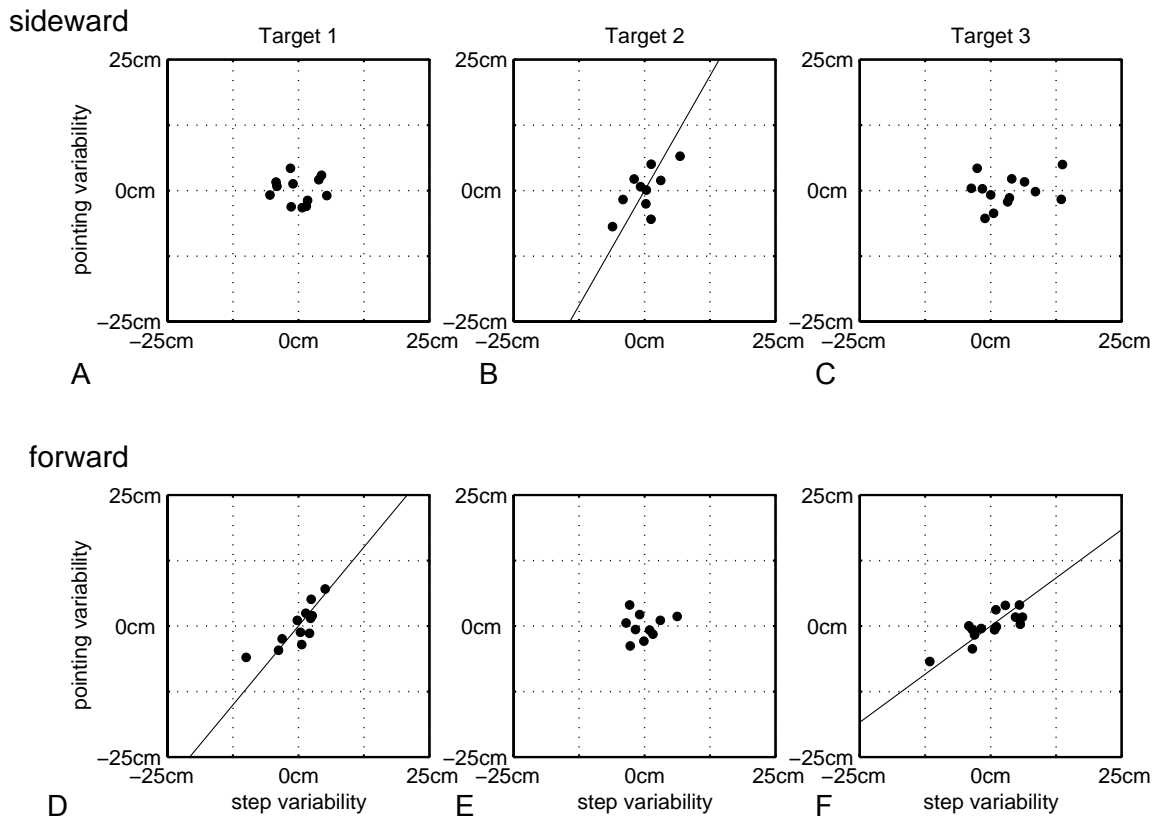 sideward
Target 1 Target 2 Target 3
25cm 25cm 25cm
pointing variability
0cm 0cm 0cm
−25cm −25cm −25cm
−25cm 0cm 25cm −25cm 0cm 25cm −25cm 0cm 25cm
A B C
forward
25cm 25cm 25cm
pointing variability
0cm 0cm 0cm
−25cm −25cm −25cm
−25cm 0cm 25cm −25cm 0cm 25cm −25cm 0cm 25cm
D step variability E step variability F step variability